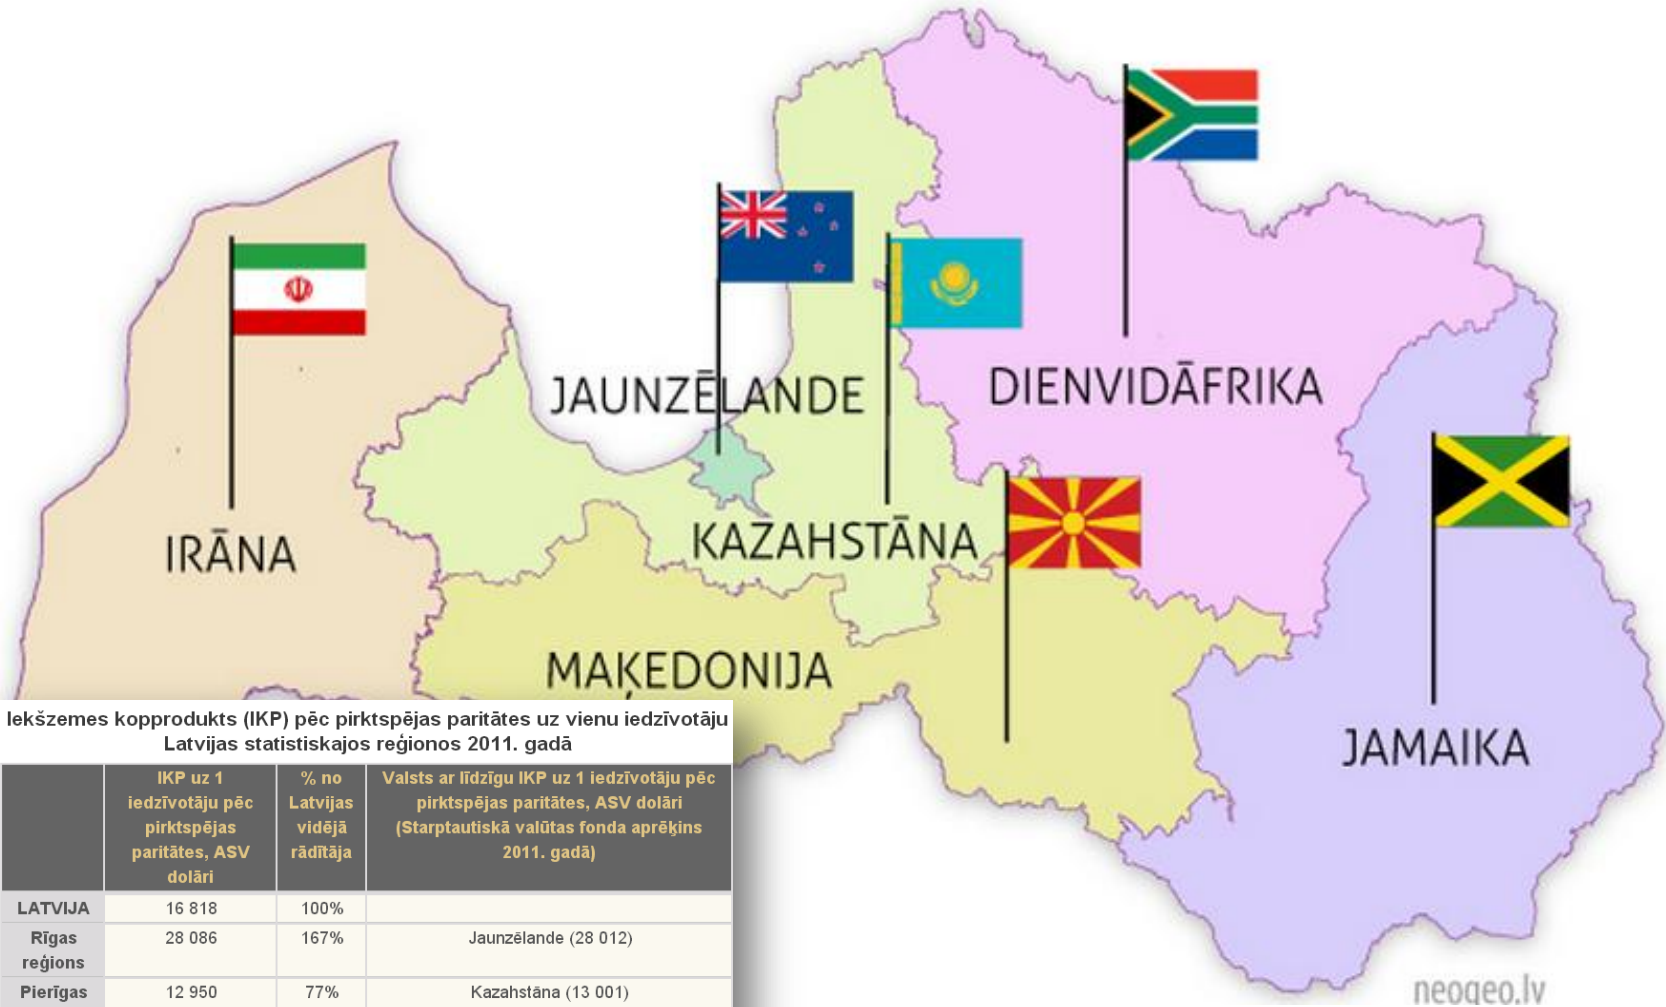 JAUNZĒLANDE
DIENVIDĀFRIKA
IRĀNA
KAZAHSTĀNA
MAĶEDONIJA
JAMAIKA
Iekšzemes kopprodukts (IKP) pēc pirktspējas paritātes uz vienu iedzīvotāju
Latvijas statistiskajos reģionos 2011. gadā
IKP uz 1
iedzīvotāju pēc
pirktspējas
paritātes, ASV
dolāri
% no
Latvijas
vidējā
rādītāja
Valsts ar līdzīgu IKP uz 1 iedzīvotāju pēc
pirktspējas paritātes, ASV dolāri
(Starptautiskā valūtas fonda aprēķins
2011. gadā)
LATVIJA 16 818 100%
Rīgas reģions 28 086 167% Jaunzēlande (28 012)
Pierīgas 12 950 77% Kazahstāna (13 001)
neogeo.lv